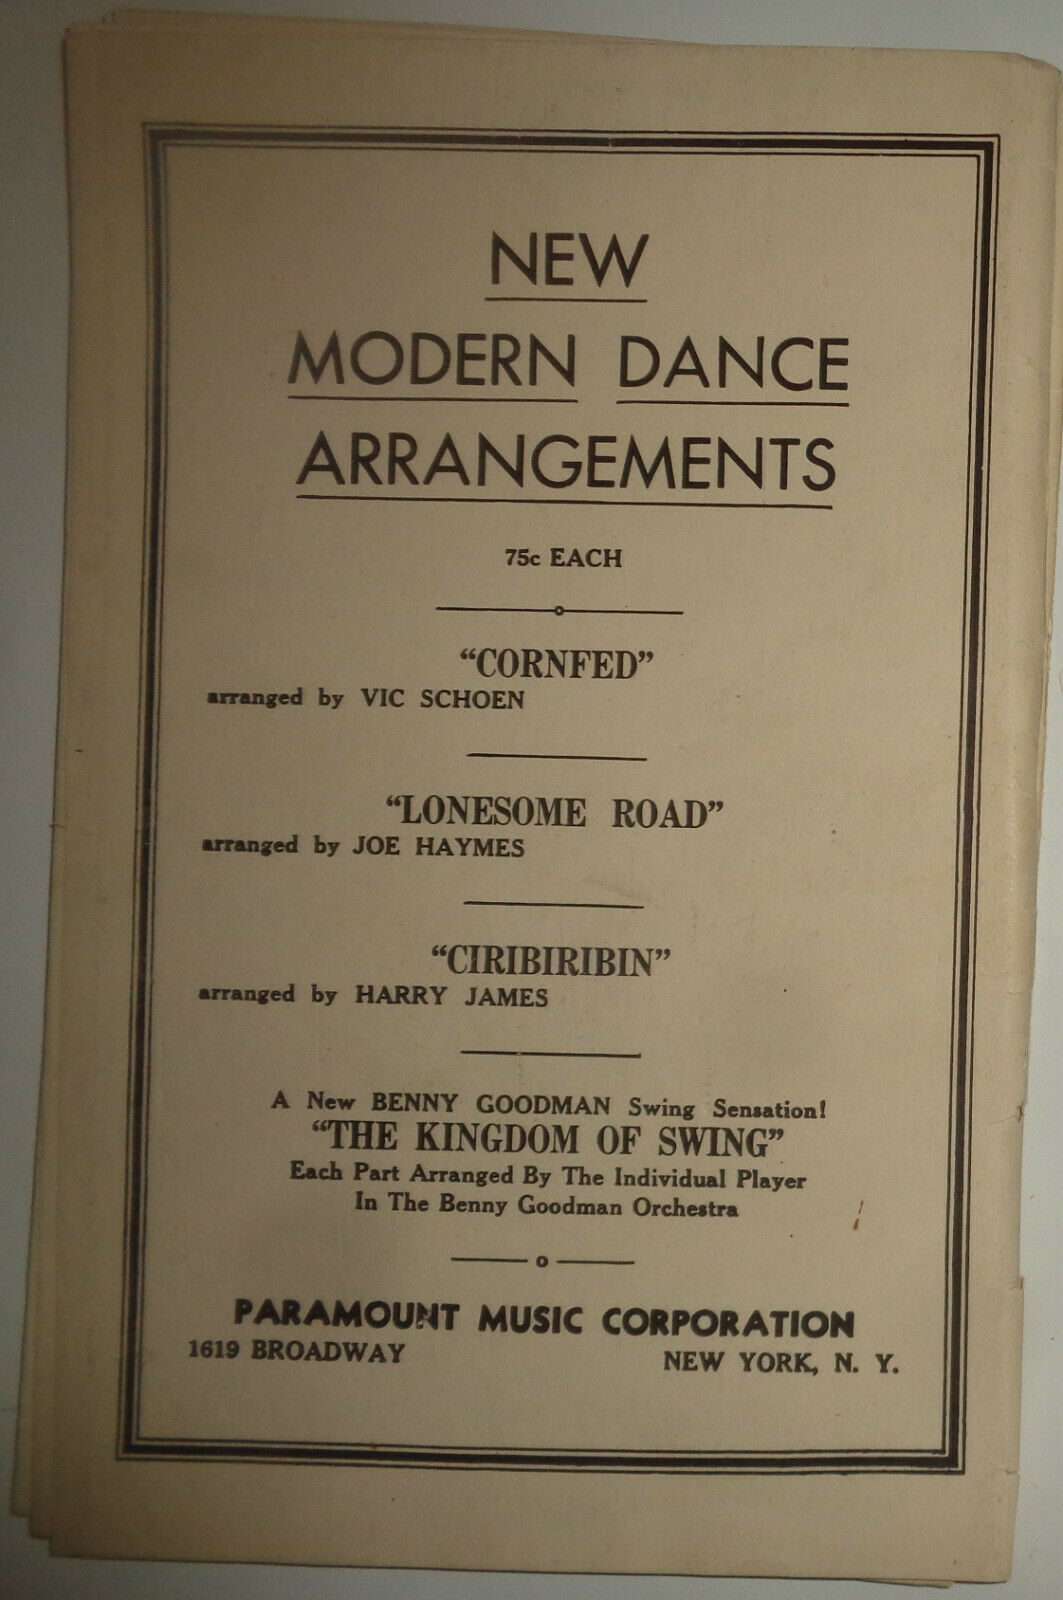 NEW
MODERN DANCE
ARRANGEMENTS
75c EACH
“CORNFED”
arranged by VIC SCHOEN
“LONESOME ROAD”
arranged by JOE HAYMES
“CIRIBIRIBIN”
arranged by HARRY JAMES
A New BENNY GOODMAN Swing Sensation!
“THE KINGDOM OF SWING”
Each Part Arranged By The Individual Player
In The Benny Goodman Orchestra
PARAMOUNT MUSIC CORPORATION
1619 BROADWAY NEW YORK, N. Y.